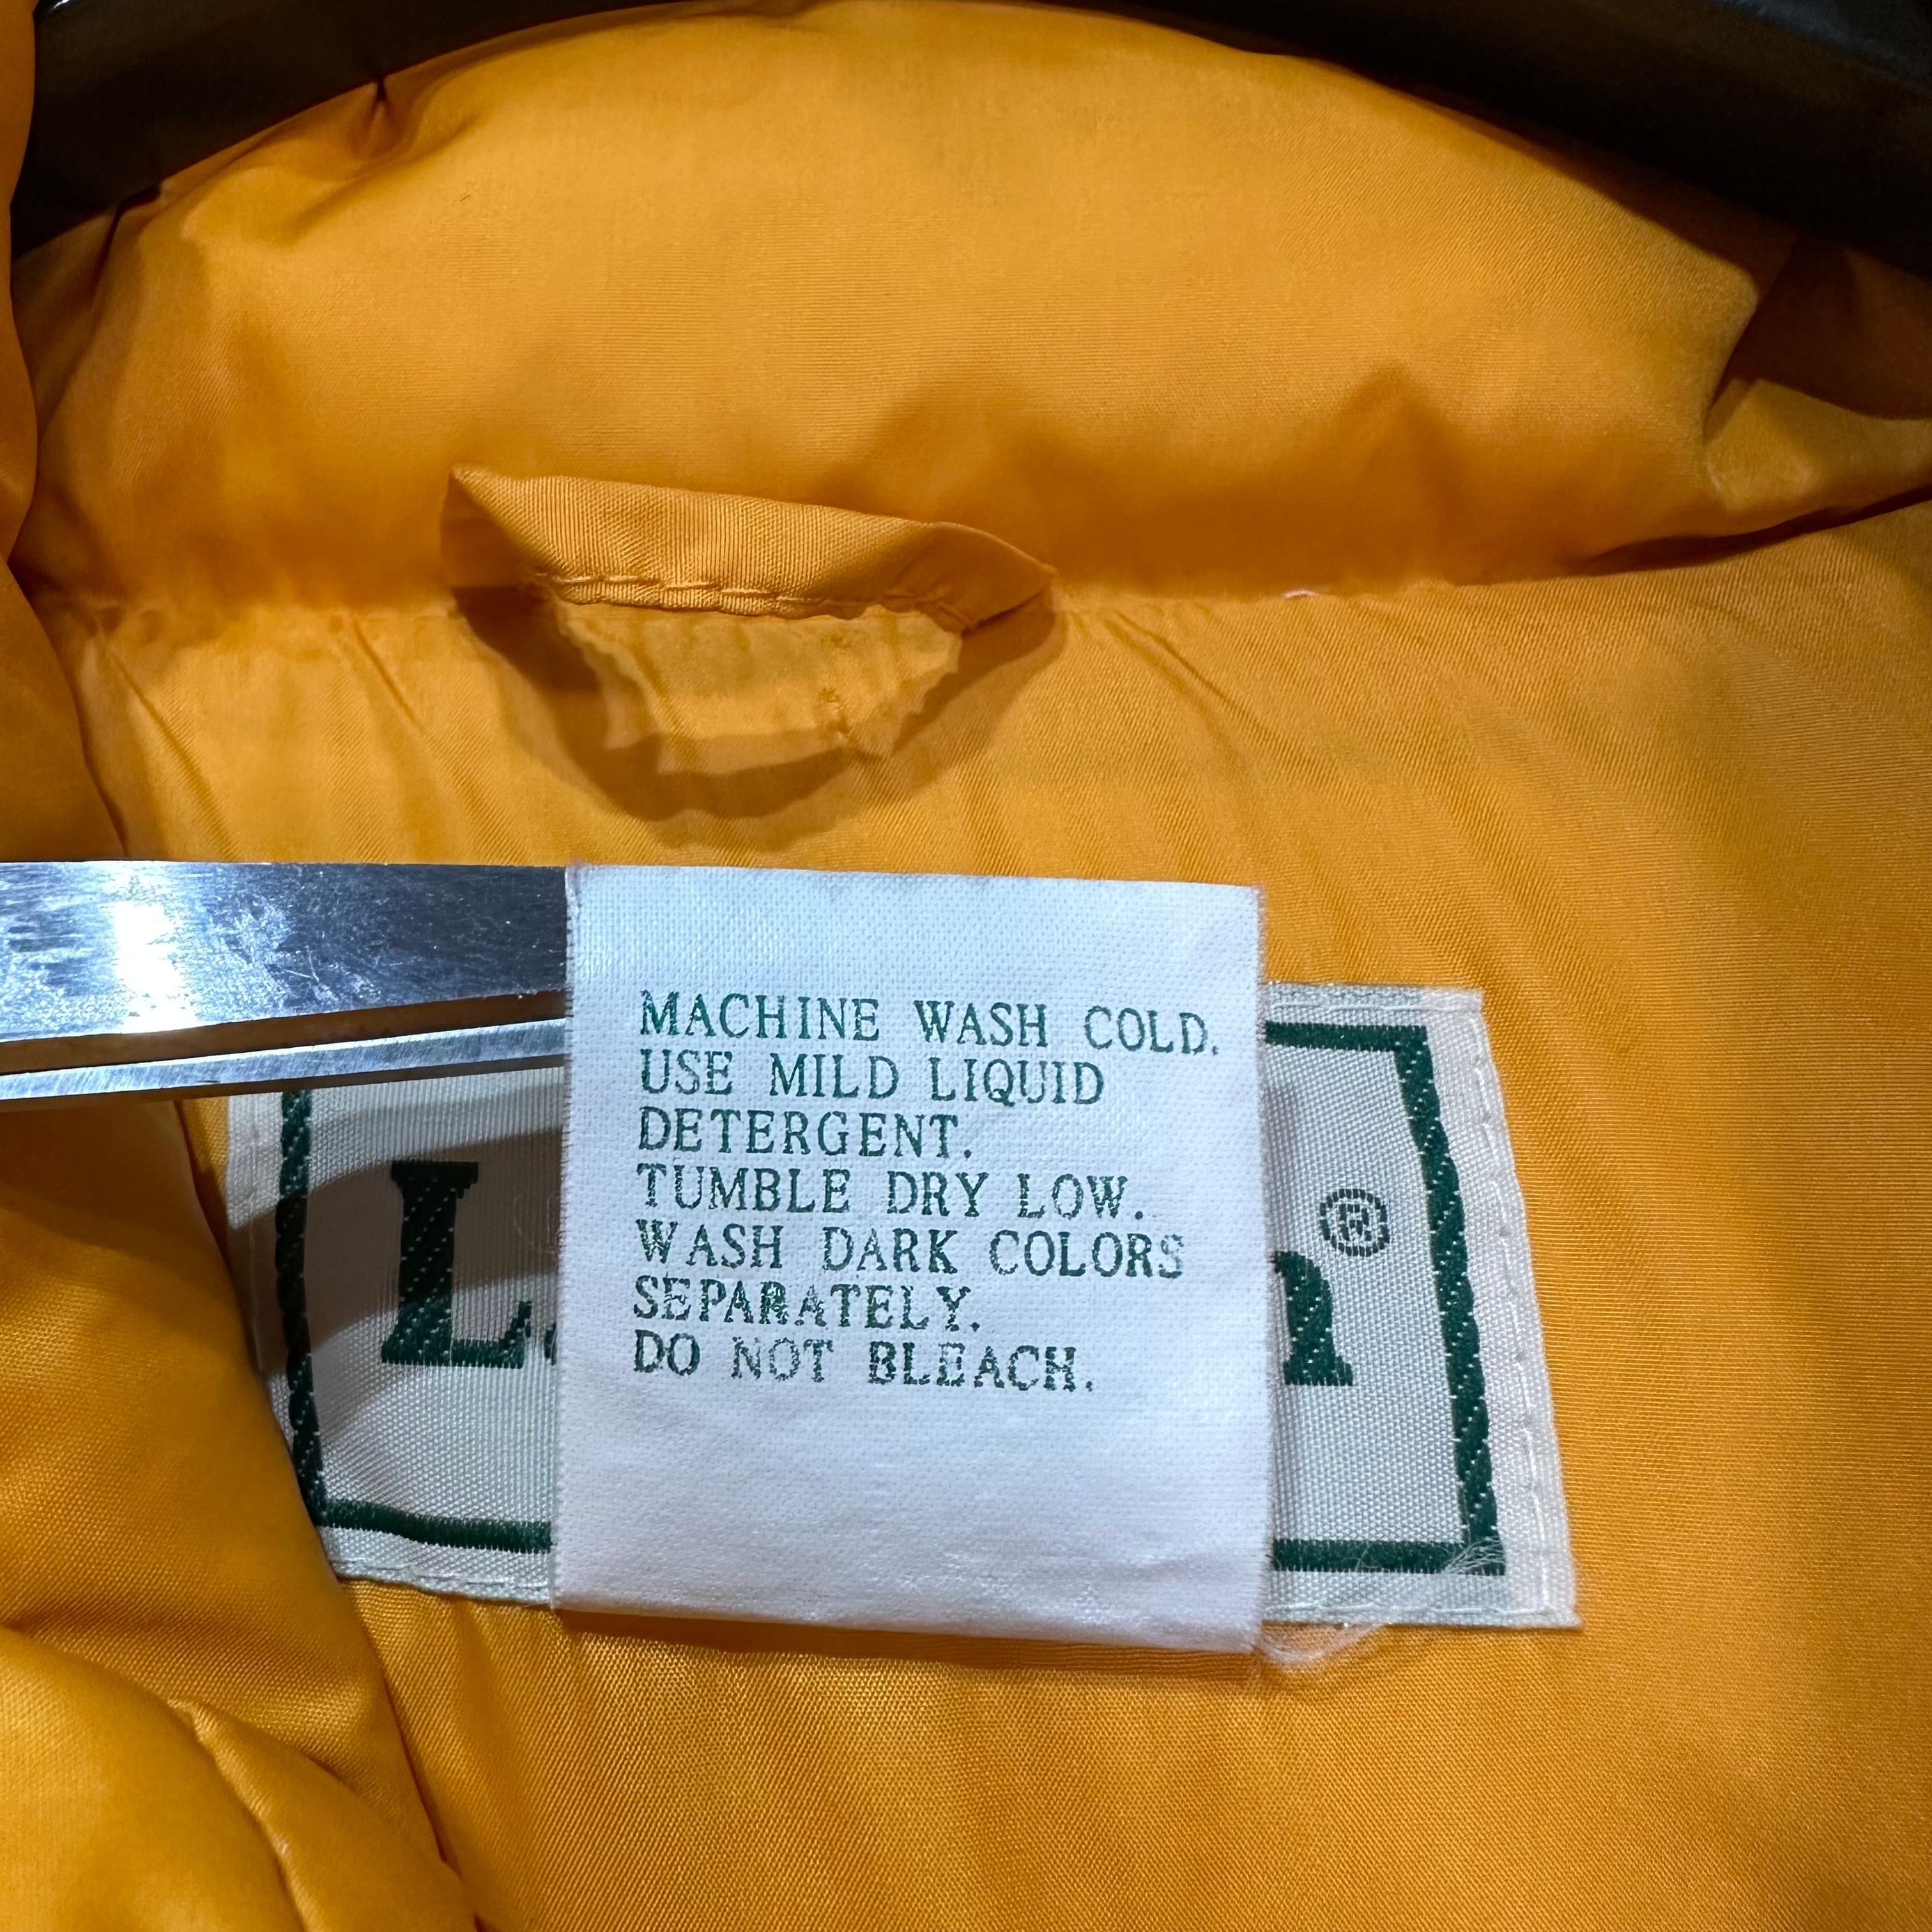 MACHINE WASH COLD.
USE MILD LIQUID
DETERGENT.
TUMBLE DRY LOW.
WASH DARK COLORS
SEPARATELY.
DO NOT BLEACH.
L.
n®